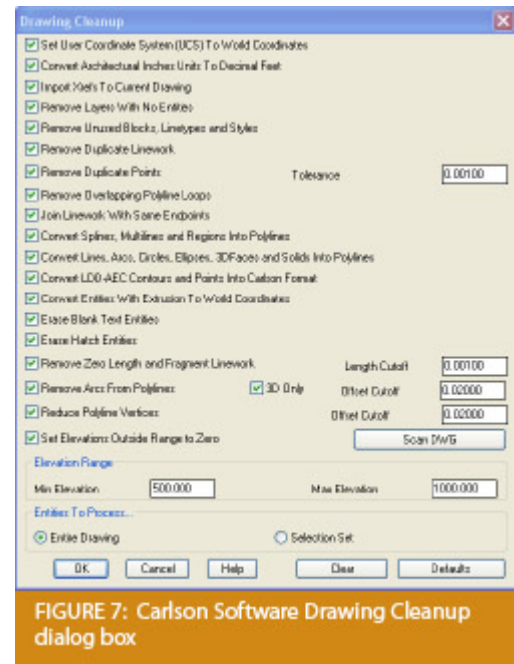 Drawing Cleanup
Set User Coordinate System (UCS) To World Coordinates
Convert Architectural Inches Units To Decimal Feet
Import Xrefs To Current Drawing
Remove Layers With No Entities
Remove Unused Blocks, Linetypes and Styles
Remove Duplicate Linework
Remove Duplicate Points Tolerance 0.00100
Remove Overlapping Polyline Loops
Join Linework With Same Endpoints
Convert Splines, Multilines and Regions Into Polylines
Convert Lines, Arcs, Circles, Ellipses, 3DFaces and Solids Into Polylines
Convert LDD-AEC Contours and Points Into Carlson Format
Convert Entities With Extrusion To World Coordinates
Erase Blank Text Entities
Erase Hatch Entities
Remove Zero Length and Fragment Linework Length Cutoff 0.00100
Remove Arcs From Polylines 3D Only Offset Cutoff 0.02000
Reduce Polyline Vertices Offset Cutoff 0.02000
Set Elevations Outside Range to Zero Scan DWG
Elevation Range
Min Elevation 500.000 Max Elevation 1000.000
Entities To Process...
Entire Drawing Selection Set
OK Cancel Help Clear Defaults
FIGURE 7: Carlson Software Drawing Cleanup
dialog box